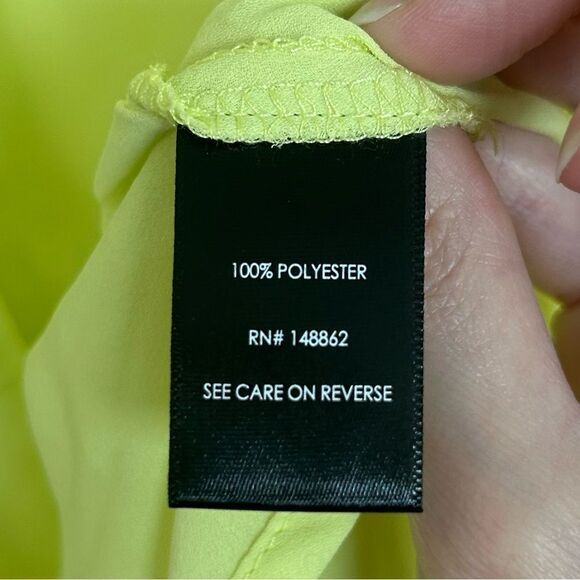 100% POLYESTER
RN# 148862
SEE CARE ON REVERSE